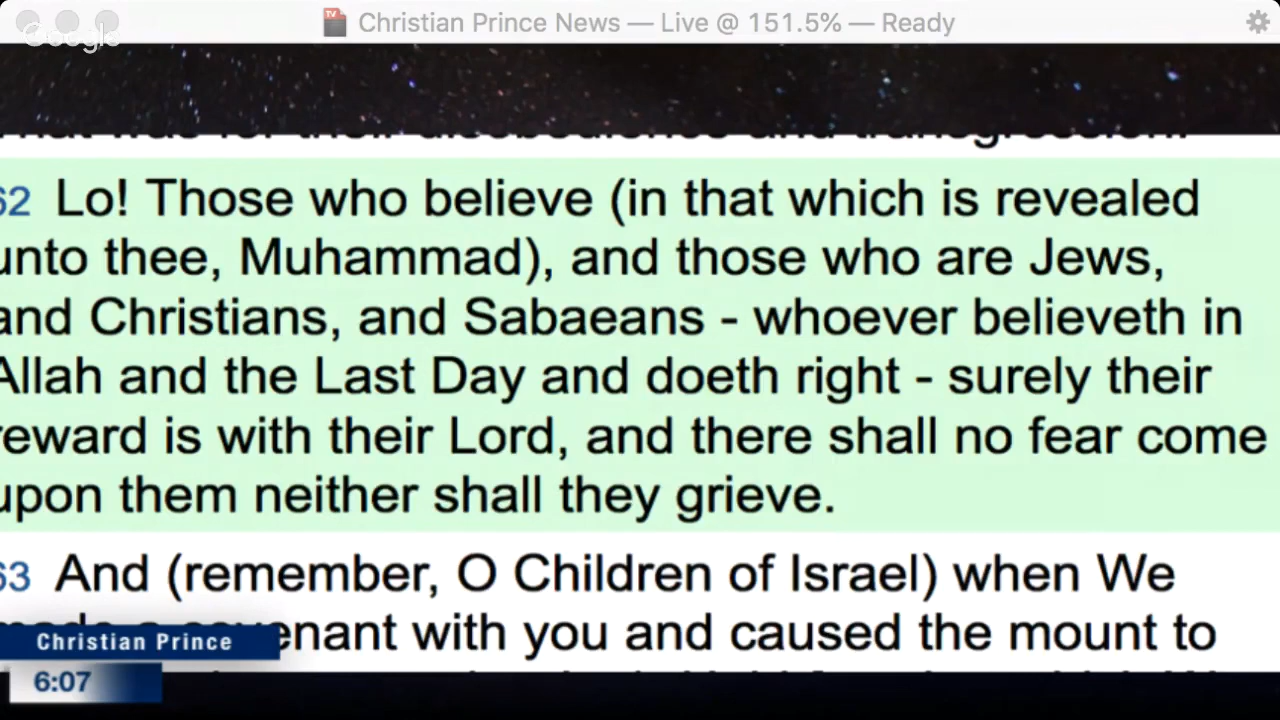 Christian Prince News — Live @ 151.5% — Ready
Google
62 Lo! Those who believe (in that which is revealed
unto thee, Muhammad), and those who are Jews,
and Christians, and Sabaeans - whoever believeth in
Allah and the Last Day and doeth right - surely their
reward is with their Lord, and there shall no fear come
upon them neither shall they grieve.
63 And (remember, O Children of Israel) when We
covenant with you and caused the mount to
Christian Prince
6:07